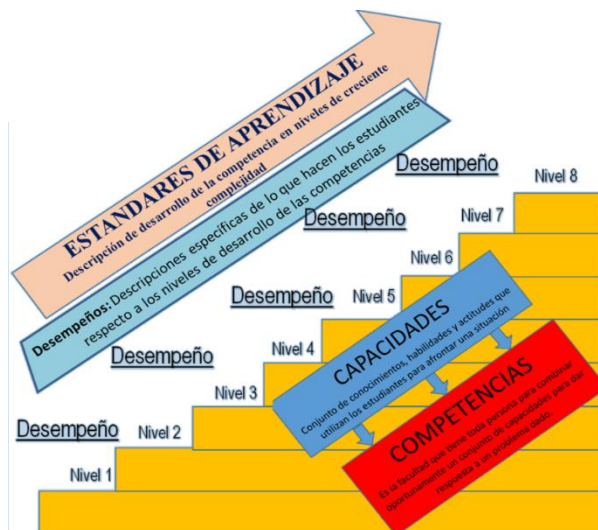 ESTANDARES DE APRENDIZAJE
Descripción de desarrollo de la competencia en niveles de creciente
complejidad
Desempeños: Descripciones específicas de lo que hacen los estudiantes
respecto a los niveles de desarrollo de las competencias
Desempeño
Nivel 8
Desempeño
Nivel 7
Nivel 6
Desempeño
Nivel 5
Desempeño
Nivel 4
Nivel 3
Desempeño
Nivel 2
Nivel 1
CAPACIDADES
Conjunto de conocimientos, habilidades y actitudes que
utilizan los estudiantes para afrontar una situación
COMPETENCIAS
Es la facultad que tiene toda persona para combinar
oportunamente un conjunto de capacidades para dar
respuesta a un problema dado.